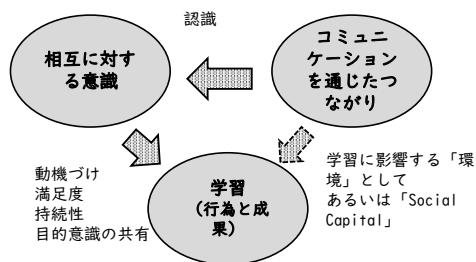 認識
相互に対す
る意識
コミュニ
ケーション
を通じたつ
ながり
動機づけ
満足度
持続性
目的意識の共有
学習
（行為と成
果）
学習に影響する「環
境」として
あるいは「Social
Capital」